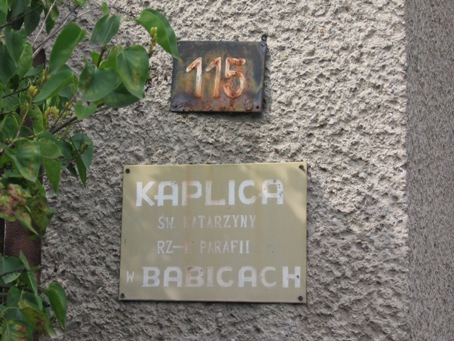 115
KAPLICA
ŚW. KATARZYNY
RZ-K PARAFII
W BABICACH